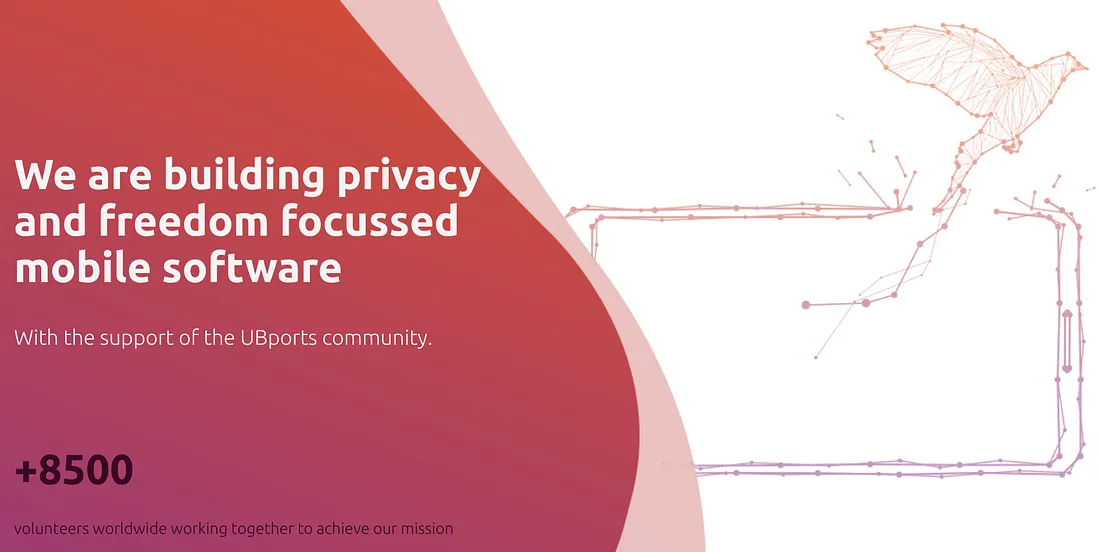 We are building privacy
and freedom focussed
mobile software
With the support of the UBports community.
+8500
volunteers worldwide working together to achieve our mission